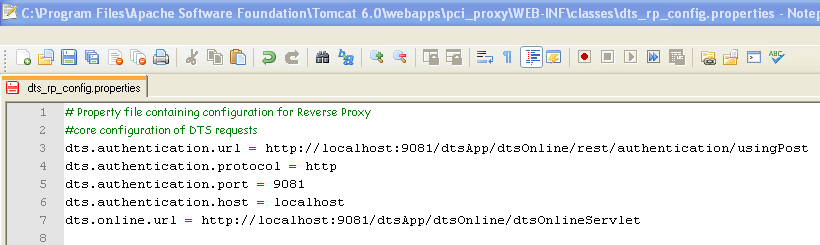 C:\Program Files\Apache Software Foundation\Tomcat 6.0\webapps\pci_proxy\WEB-INF\classes\dts_rp_config.properties - Notep
dts_rp_config.properties
1 # Property file containing configuration for Reverse Proxy
2 #core configuration of DTS requests
3 dts.authentication.url = http://localhost:9081/dtsApp/dtsOnline/rest/authentication/usingPost
4 dts.authentication.protocol = http
5 dts.authentication.port = 9081
6 dts.authentication.host = localhost
7 dts.online.url = http://localhost:9081/dtsApp/dtsOnline/dtsOnlineServlet
8